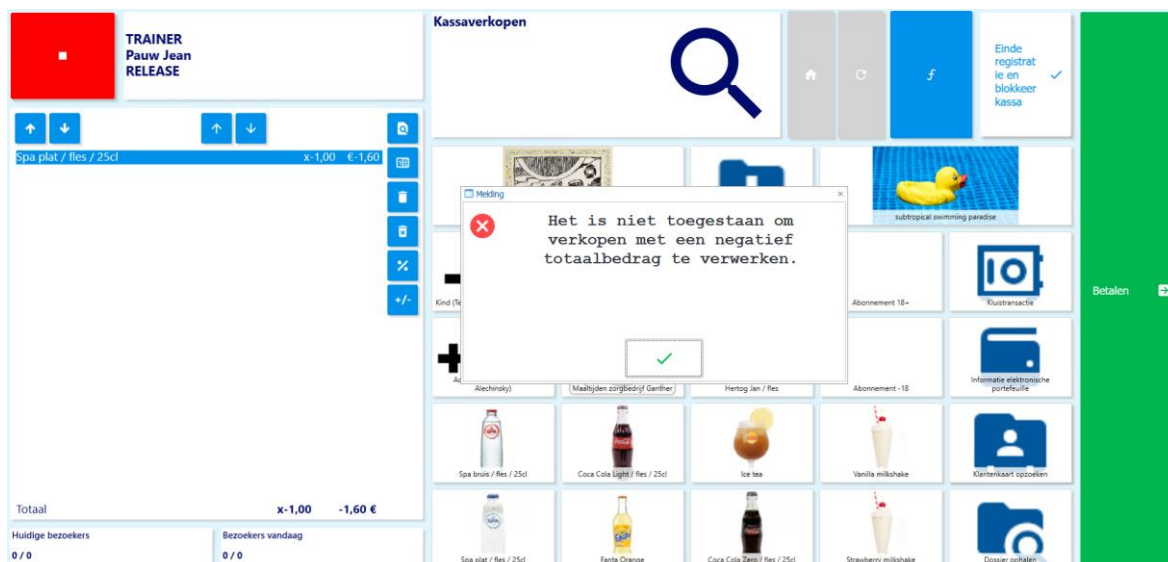 TRAINER
Pauw Jean
RELEASE
Kassaverkopen
Einde
registrat
ie en
blokkeer
kassa
Spa plat / fles / 25cl x-1,00 €-1,60
+/-
Totaal x-1,00 -1,60 €
Huidige bezoekers
0 / 0
Bezoekers vandaag
0 / 0
subtropical swimming paradise
Melding
Het is niet toegestaan om
verkopen met een negatief
totaalbedrag te verwerken.
Kind (Te
Abonnement 18+
Kluistransactie
Alechinsky)
Maaltijden zorgbedrijf Ganther
Hertog Jan / fles
Abonnement -18
Informatie elektronische
portefeuille
Spa bruis / fles / 25cl
Coca Cola Light / fles / 25cl
Ice tea
Vanilla milkshake
Klantenkaart opzoeken
Spa plat / fles / 25cl
Fanta Orange
Coca Cola Zero / fles / 25cl
Strawberry milkshake
Dossier ophalen
Betalen